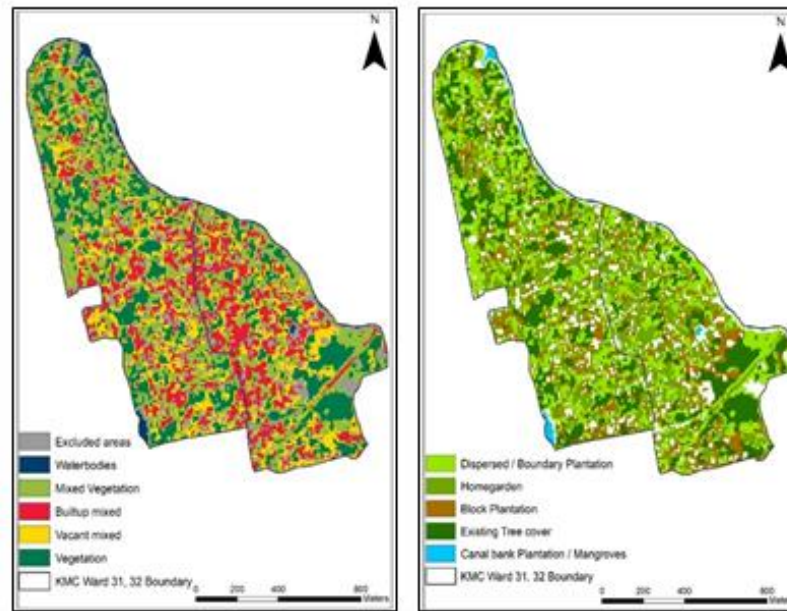 N
Excluded areas
Waterbodies
Mixed Vegetation
Builtup mixed
Vacant mixed
Vegetation
KMC Ward 31, 32 Boundary
0 200 400 800
Meters
N
Dispersed / Boundary Plantation
Homegarden
Block Plantation
Existing Tree cover
Canal bank Plantation / Mangroves
KMC Ward 31, 32 Boundary
0 200 400 800
Meters